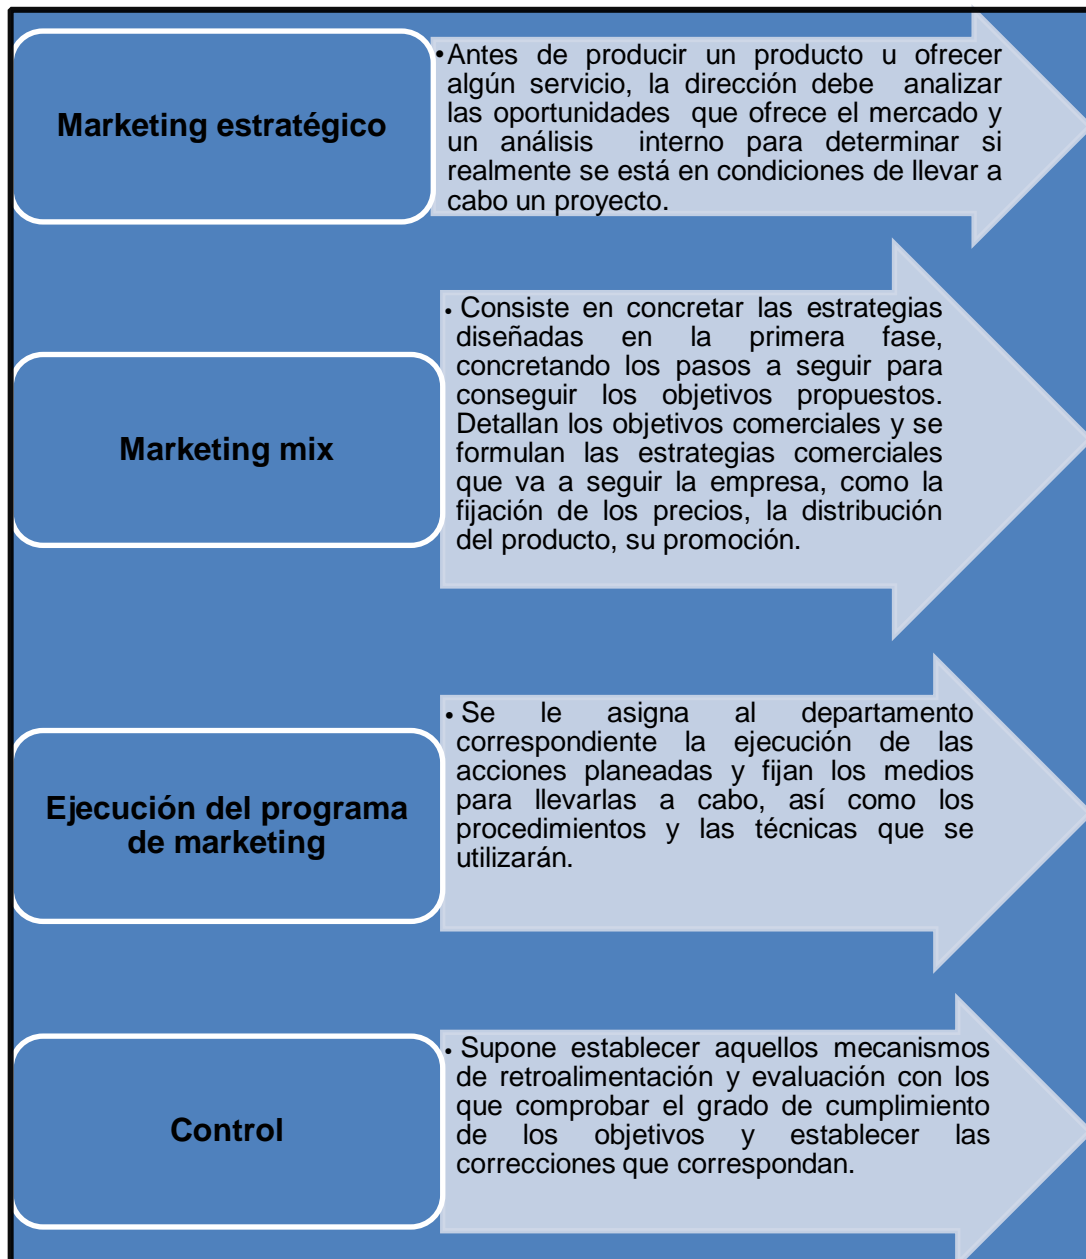 Marketing estratégico
•Antes de producir un producto u ofrecer
algún servicio, la dirección debe analizar
las oportunidades que ofrece el mercado y
un análisis interno para determinar si
realmente se está en condiciones de llevar a
cabo un proyecto.
Marketing mix
• Consiste en concretar las estrategias
diseñadas en la primera fase,
concretando los pasos a seguir para
conseguir los objetivos propuestos.
Detallan los objetivos comerciales y se
formulan las estrategias comerciales
que va a seguir la empresa, como la
fijación de los precios, la distribución
del producto, su promoción.
Ejecución del programa
de marketing
• Se le asigna al departamento
correspondiente la ejecución de las
acciones planeadas y fijan los medios
para llevarlas a cabo, así como los
procedimientos y las técnicas que se
utilizarán.
Control
• Supone establecer aquellos mecanismos
de retroalimentación y evaluación con los
que comprobar el grado de cumplimiento
de los objetivos y establecer las
correcciones que correspondan.